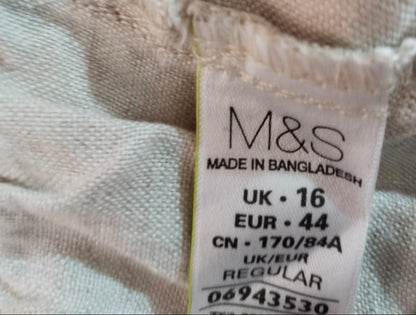 M&S
MADE IN BANGLADESH
UK • 16
EUR • 44
CN • 170/84A
UK/EUR
REGULAR
06943530